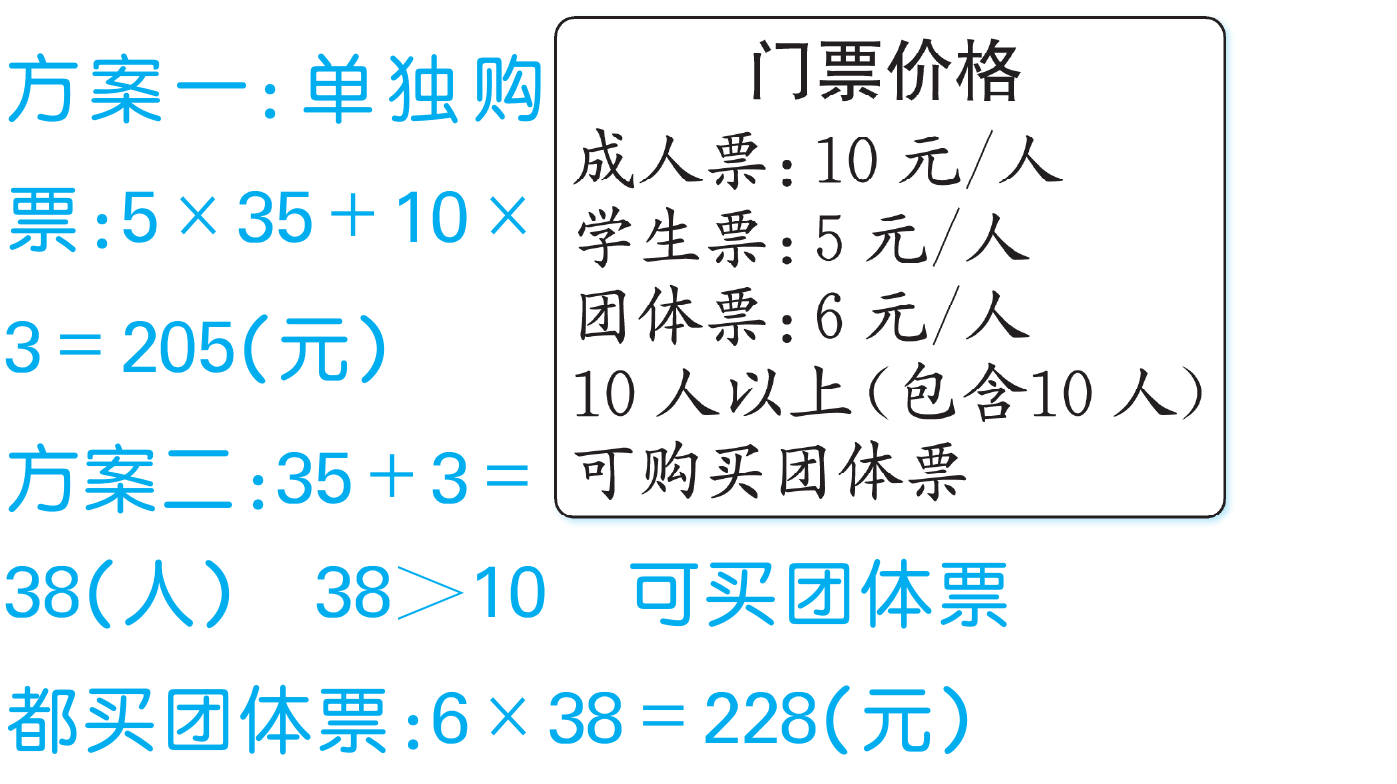 方案一:单独购
票:5×35+10×
3=205(元)
方案二:35+3=
38(人) 38>10 可买团体票
都买团体票:6×38=228(元)
门票价格
成人票:10 元/人
学生票:5 元/人
团体票:6 元/人
10 人以上(包含10 人)
可购买团体票